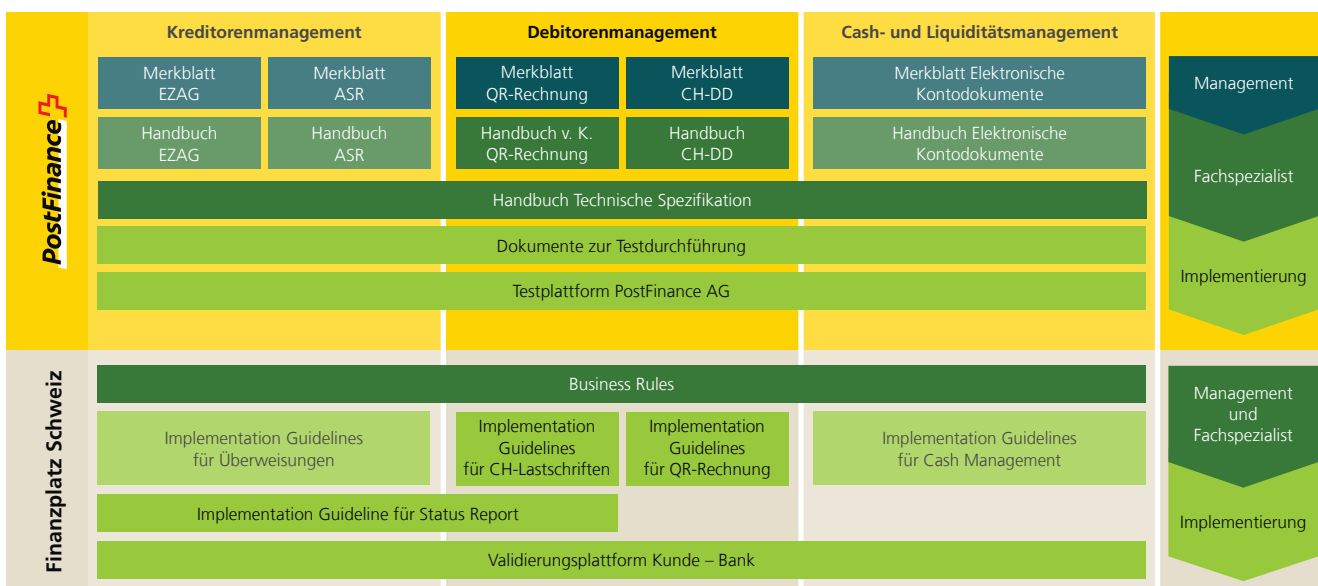 Kreditorenmanagement
Debitorenmanagement
Cash- und Liquiditätsmanagement
PostFinance
Merkblatt
EZAG
Merkblatt
ASR
Merkblatt
QR-Rechnung
Merkblatt
CH-DD
Merkblatt Elektronische
Kontodokumente
Management
Handbuch
EZAG
Handbuch
ASR
Handbuch v. K.
QR-Rechnung
Handbuch
CH-DD
Handbuch Elektronische
Kontodokumente
Fachspezialist
Handbuch Technische Spezifikation
Dokumente zur Testdurchführung
Testplattform PostFinance AG
Implementierung
Finanzplatz Schweiz
Business Rules
Management
und
Fachspezialist
Implementation Guidelines
für Überweisungen
Implementation
Guidelines
für CH-Lastschriften
Implementation
Guidelines
für QR-Rechnung
Implementation Guidelines
für Cash Management
Implementation Guideline für Status Report
Implementierung
Validierungsplattform Kunde – Bank